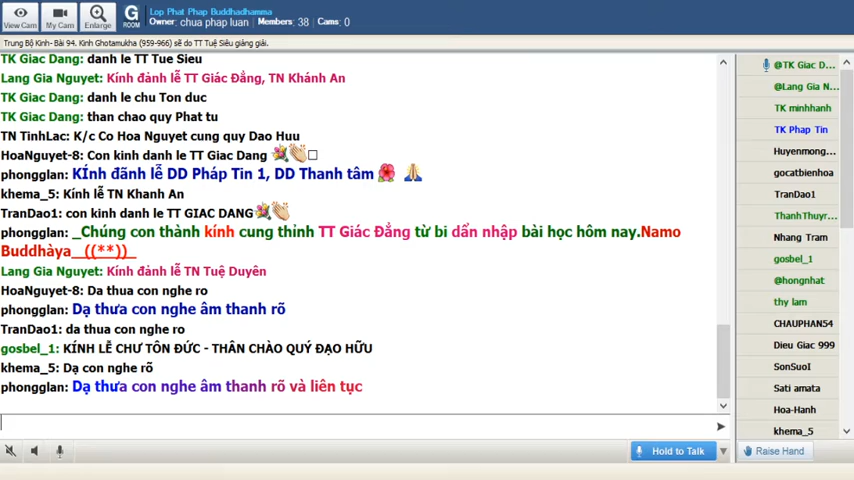 View Cam
My Cam
Enlarge
G ROOM
Lop Phat Phap Buddhadhamma
Owner: chua phap luan Members: 38 Cams: 0
Trung Bộ Kinh- Bài 94. Kinh Ghotamukha (959-966) sẽ do TT Tuệ Siêu giảng giải.
TK Giac Dang: danh le TT Tue Sieu
Lang Gia Nguyet: Kính đảnh lễ TT Giác Đẳng, TN Khánh An
TK Giac Dang: danh le chu Ton duc
TK Giac Dang: than chao quy Phat tu
TN TinhLac: K/c Co Hoa Nguyet cung quy Dao Huu
HoaNguyet-8: Con kinh danh le TT Giac Dang
phongglan: KÍnh đãnh lễ DD Pháp Tin 1, DD Thanh tâm
khema_5: Kính lễ TN Khanh An
TranDao1: con kinh danh le TT GIAC DANG
phongglan: _Chúng con thành kính cung thỉnh TT Giác Đẳng từ bi dẩn nhập bài học hôm nay.Namo
Buddhàya_ ((**))_
Lang Gia Nguyet: Kính đảnh lễ TN Tuệ Duyên
HoaNguyet-8: Da thua con nghe ro
phongglan: Dạ thưa con nghe âm thanh rõ
TranDao1: da thua con nghe ro
gosbel_1: KÍNH LỄ CHƯ TÔN ĐỨC - THÂN CHÀO QUÝ ĐẠO HỮU
khema_5: Dạ con nghe rõ
phongglan: Dạ thưa con nghe âm thanh rõ và liên tục
Hold to Talk
@TK Giac D...
@Lang Gia N...
TK minhhanh
TK Phap Tin
Huyenmong...
gocatbienhoa
TranDao1
ThanhThuyr...
Nhang Tram
gosbel_1
@hongnhat
thy lam
CHAUPHAN54
Dieu Giac 999
SonSuoI
Sati amata
Hoa-Hanh
khema_5
Raise Hand